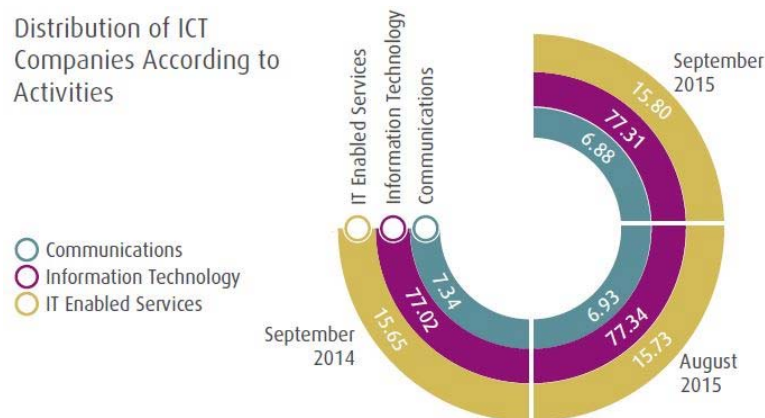 Distribution of ICT
Companies According to
Activities
IT Enabled Services
Information Technology
Communications
Communications
Information Technology
IT Enabled Services
September
2015
15.80
77.31
6.88
August
2015
15.73
77.34
6.93
September
2014
15.65
77.02
7.34